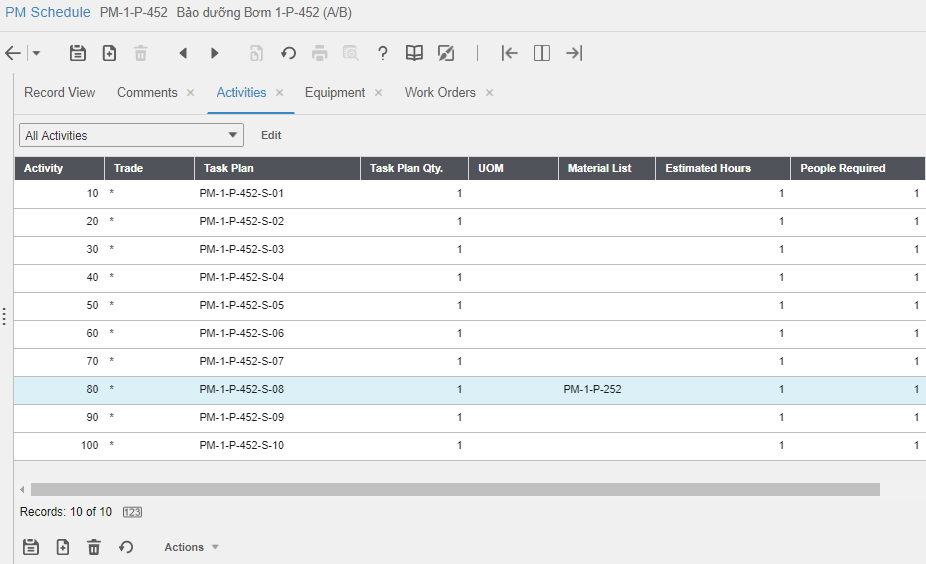 PM Schedule PM-1-P-452 Bảo dưỡng Bơm 1-P-452 (A/B)
Record View Comments × Activities × Equipment × Work Orders ×
All Activities Edit
Activity Trade Task Plan Task Plan Qty. UOM Material List Estimated Hours People Required
10 * PM-1-P-452-S-01 1 1 1
20 * PM-1-P-452-S-02 1 1 1
30 * PM-1-P-452-S-03 1 1 1
40 * PM-1-P-452-S-04 1 1 1
50 * PM-1-P-452-S-05 1 1 1
60 * PM-1-P-452-S-06 1 1 1
70 * PM-1-P-452-S-07 1 1 1
80 * PM-1-P-452-S-08 1 PM-1-P-252 1 1
90 * PM-1-P-452-S-09 1 1 1
100 * PM-1-P-452-S-10 1 1 1
Records: 10 of 10 123
Actions